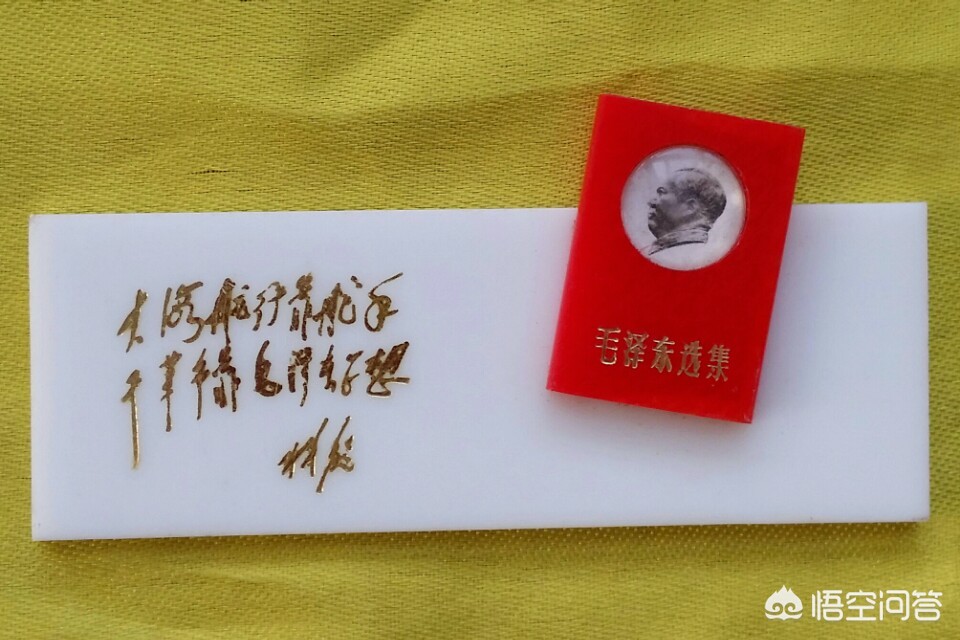 大海航行靠舵手
干革命靠毛泽东思想
林彪
毛泽东选集
悟空问答